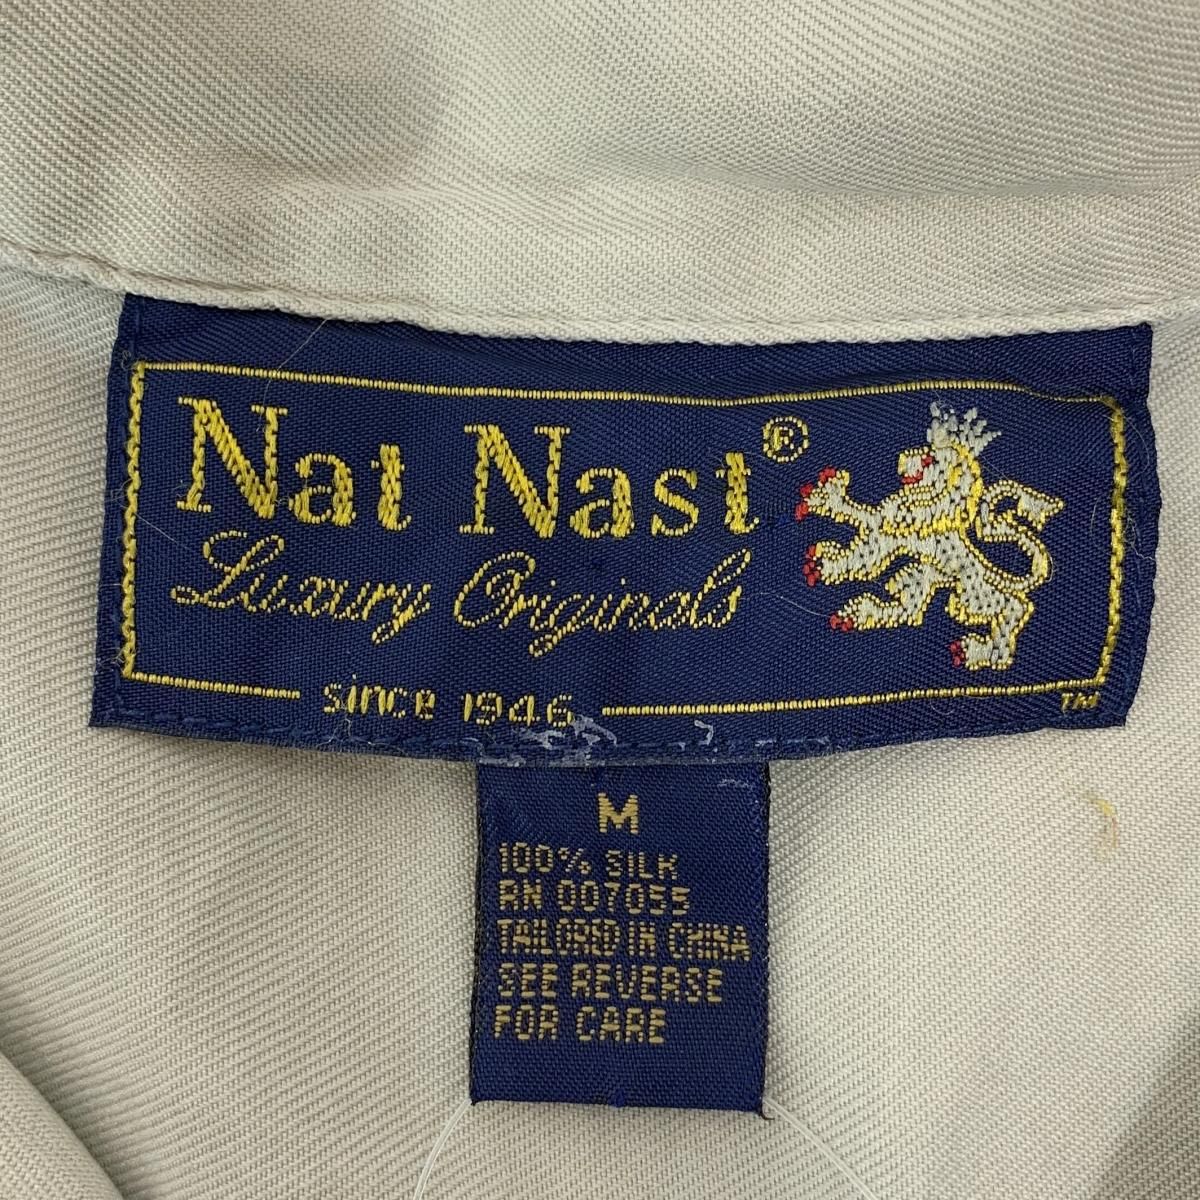 Nat Nast®
Luxury Originals
since 1946
TM
M
100% SILK
RN 007055
TAILORED IN CHINA
SEE REVERSE
FOR CARE